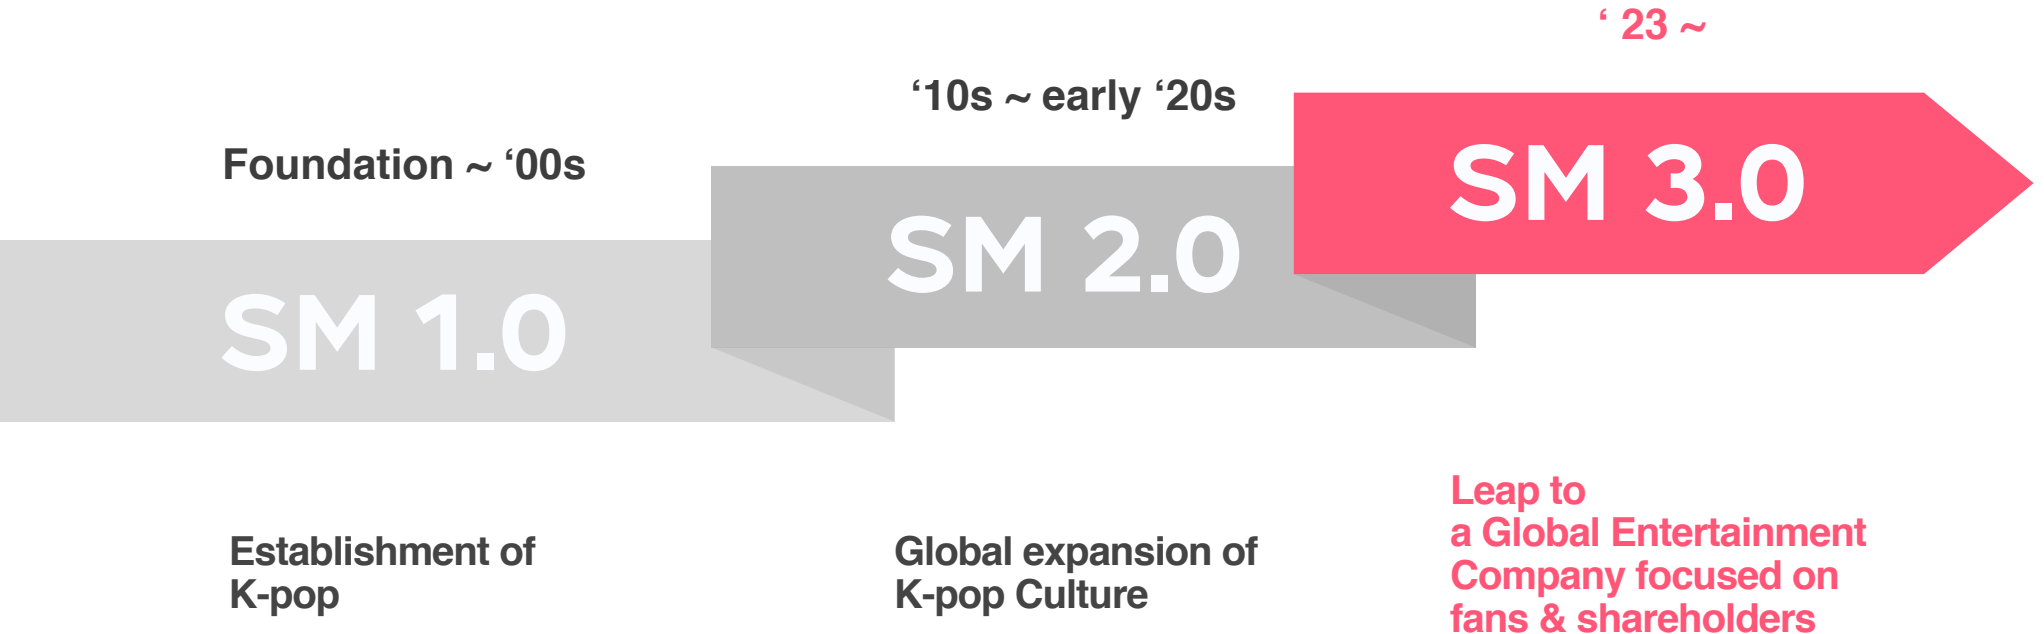 Foundation ~ ‘00s
SM 1.0
Establishment of
K-pop
‘10s ~ early ‘20s
SM 2.0
Global expansion of
K-pop Culture
‘ 23 ~
SM 3.0
Leap to
a Global Entertainment
Company focused on
fans & shareholders